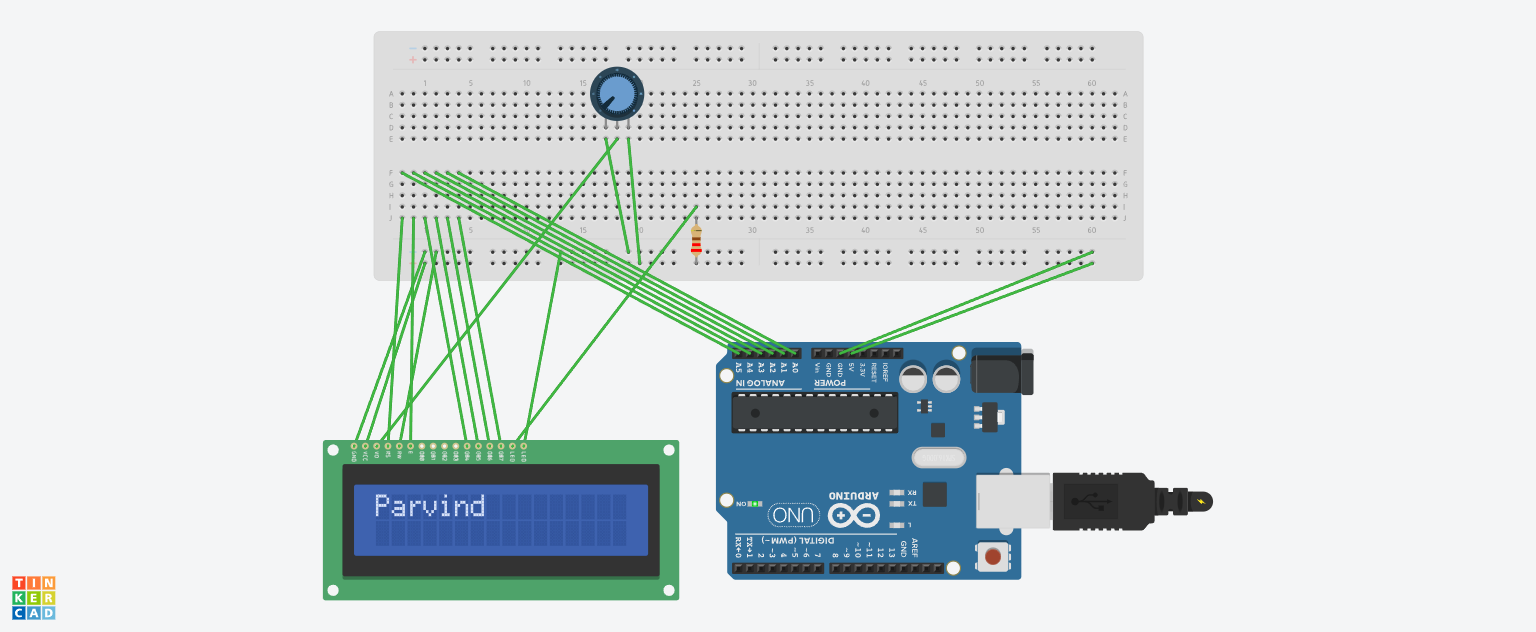 1 5 10 15 25 30 35 40 45 50 55 60
A A
B B
C C
D D
E E
F F
G G
H H
I I
J J
5 15 20 30 35 40 45 50 55 60
A5 A4 A3 A2 A1 A0
Vin GND GND 5V 3.3V RESET IOREF
ANALOG IN
POWER
GND VCC V0 RS RW E DB0 DB1 DB2 DB3 DB4 DB5 DB6 DB7 LED LED
Parvind
ON
UNO
ARDUINO
RX
TX
L
DIGITAL (PWM~)
RX←0 TX→1 2 ~3 4 ~5 ~6 7 8 ~9 ~10 ~11 12 13 GND AREF
TIN
KER
CAD